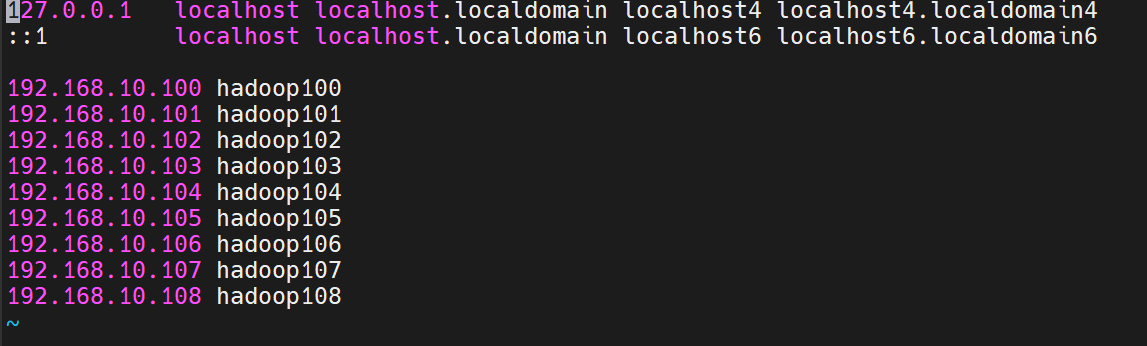 127.0.0.1   localhost localhost.localdomain localhost4 localhost4.localdomain4
::1         localhost localhost.localdomain localhost6 localhost6.localdomain6

192.168.10.100 hadoop100
192.168.10.101 hadoop101
192.168.10.102 hadoop102
192.168.10.103 hadoop103
192.168.10.104 hadoop104
192.168.10.105 hadoop105
192.168.10.106 hadoop106
192.168.10.107 hadoop107
192.168.10.108 hadoop108
~